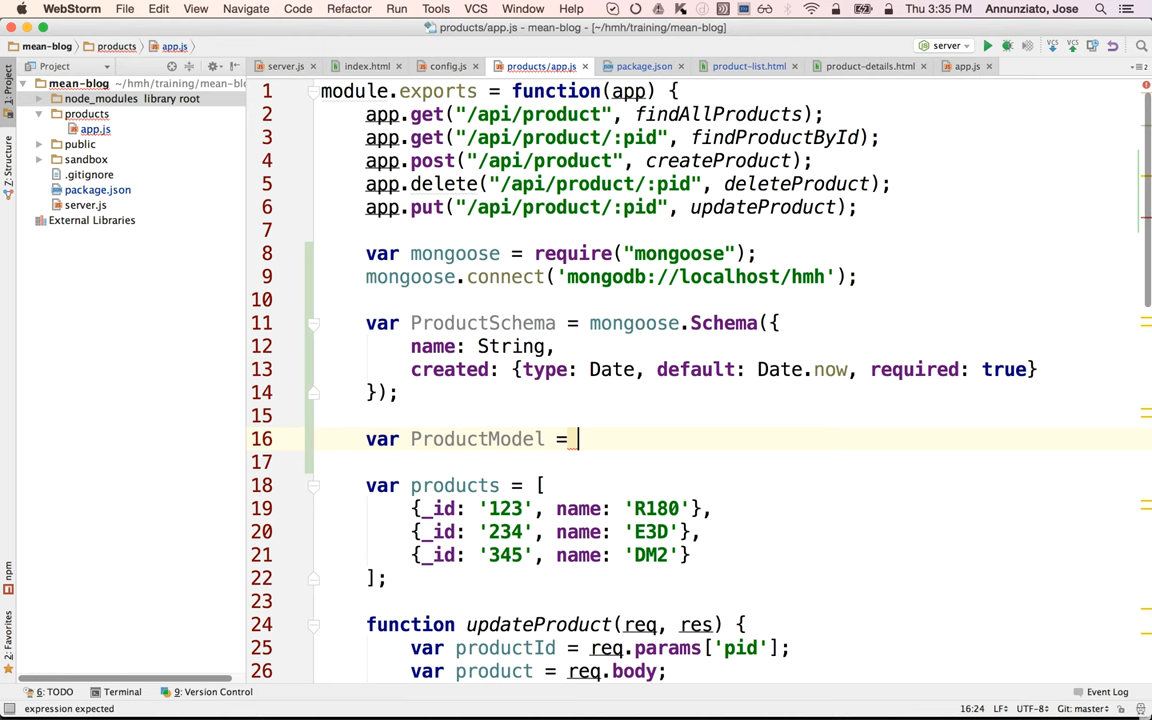 WebStorm File Edit View Navigate Code Refactor Run Tools VCS Window Help Thu 3:35 PM Annunziato, Jose
products/app.js - mean-blog - [~/hmh/training/mean-blog]
mean-blog products app.js server
Project server.js index.html config.js products/app.js package.json product-list.html product-details.html app.js
mean-blog ~/hmh/training/mean-blo
node_modules library root
products
app.js
public
sandbox
.gitignore
package.json
server.js
External Libraries
1: Project
7: Structure
npm
2: Favorites
1 module.exports = function(app) {
2 app.get("/api/product", findAllProducts);
3 app.get("/api/product/:pid", findProductById);
4 app.post("/api/product", createProduct);
5 app.delete("/api/product/:pid", deleteProduct);
6 app.put("/api/product/:pid", updateProduct);
7
8 var mongoose = require("mongoose");
9 mongoose.connect('mongodb://localhost/hmh');
10
11 var ProductSchema = mongoose.Schema({
12 name: String,
13 created: {type: Date, default: Date.now, required: true}
14 });
15
16 var ProductModel =
17
18 var products = [
19 {_id: '123', name: 'R180'},
20 {_id: '234', name: 'E3D'},
21 {_id: '345', name: 'DM2'}
22 ];
23
24 function updateProduct(req, res) {
25 var productId = req.params['pid'];
26 var product = req.body;
6: TODO Terminal 9: Version Control Event Log
expression expected 16:24 LF÷ UTF-8÷ Git: master÷